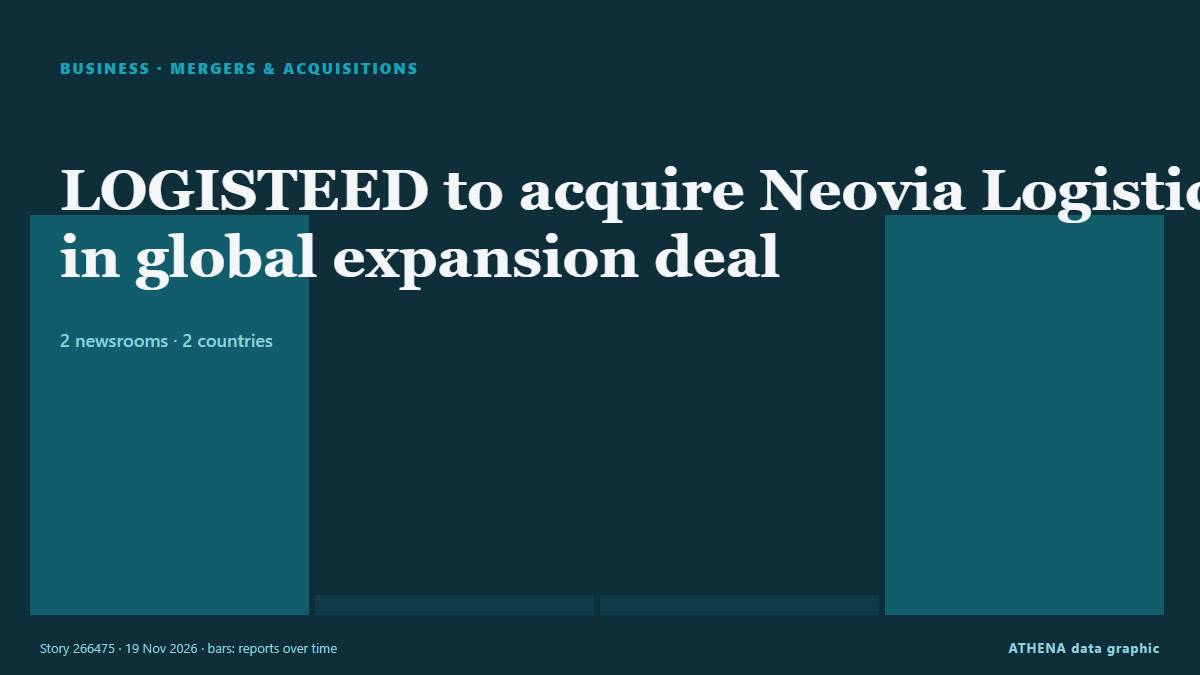 BUSINESS · MERGERS & ACQUISITIONS
LOGISTEED to acquire Neovia Logistic
in global expansion deal
2 newsrooms · 2 countries
Story 266475 · 19 Nov 2026 · bars: reports over time
ATHENA data graphic